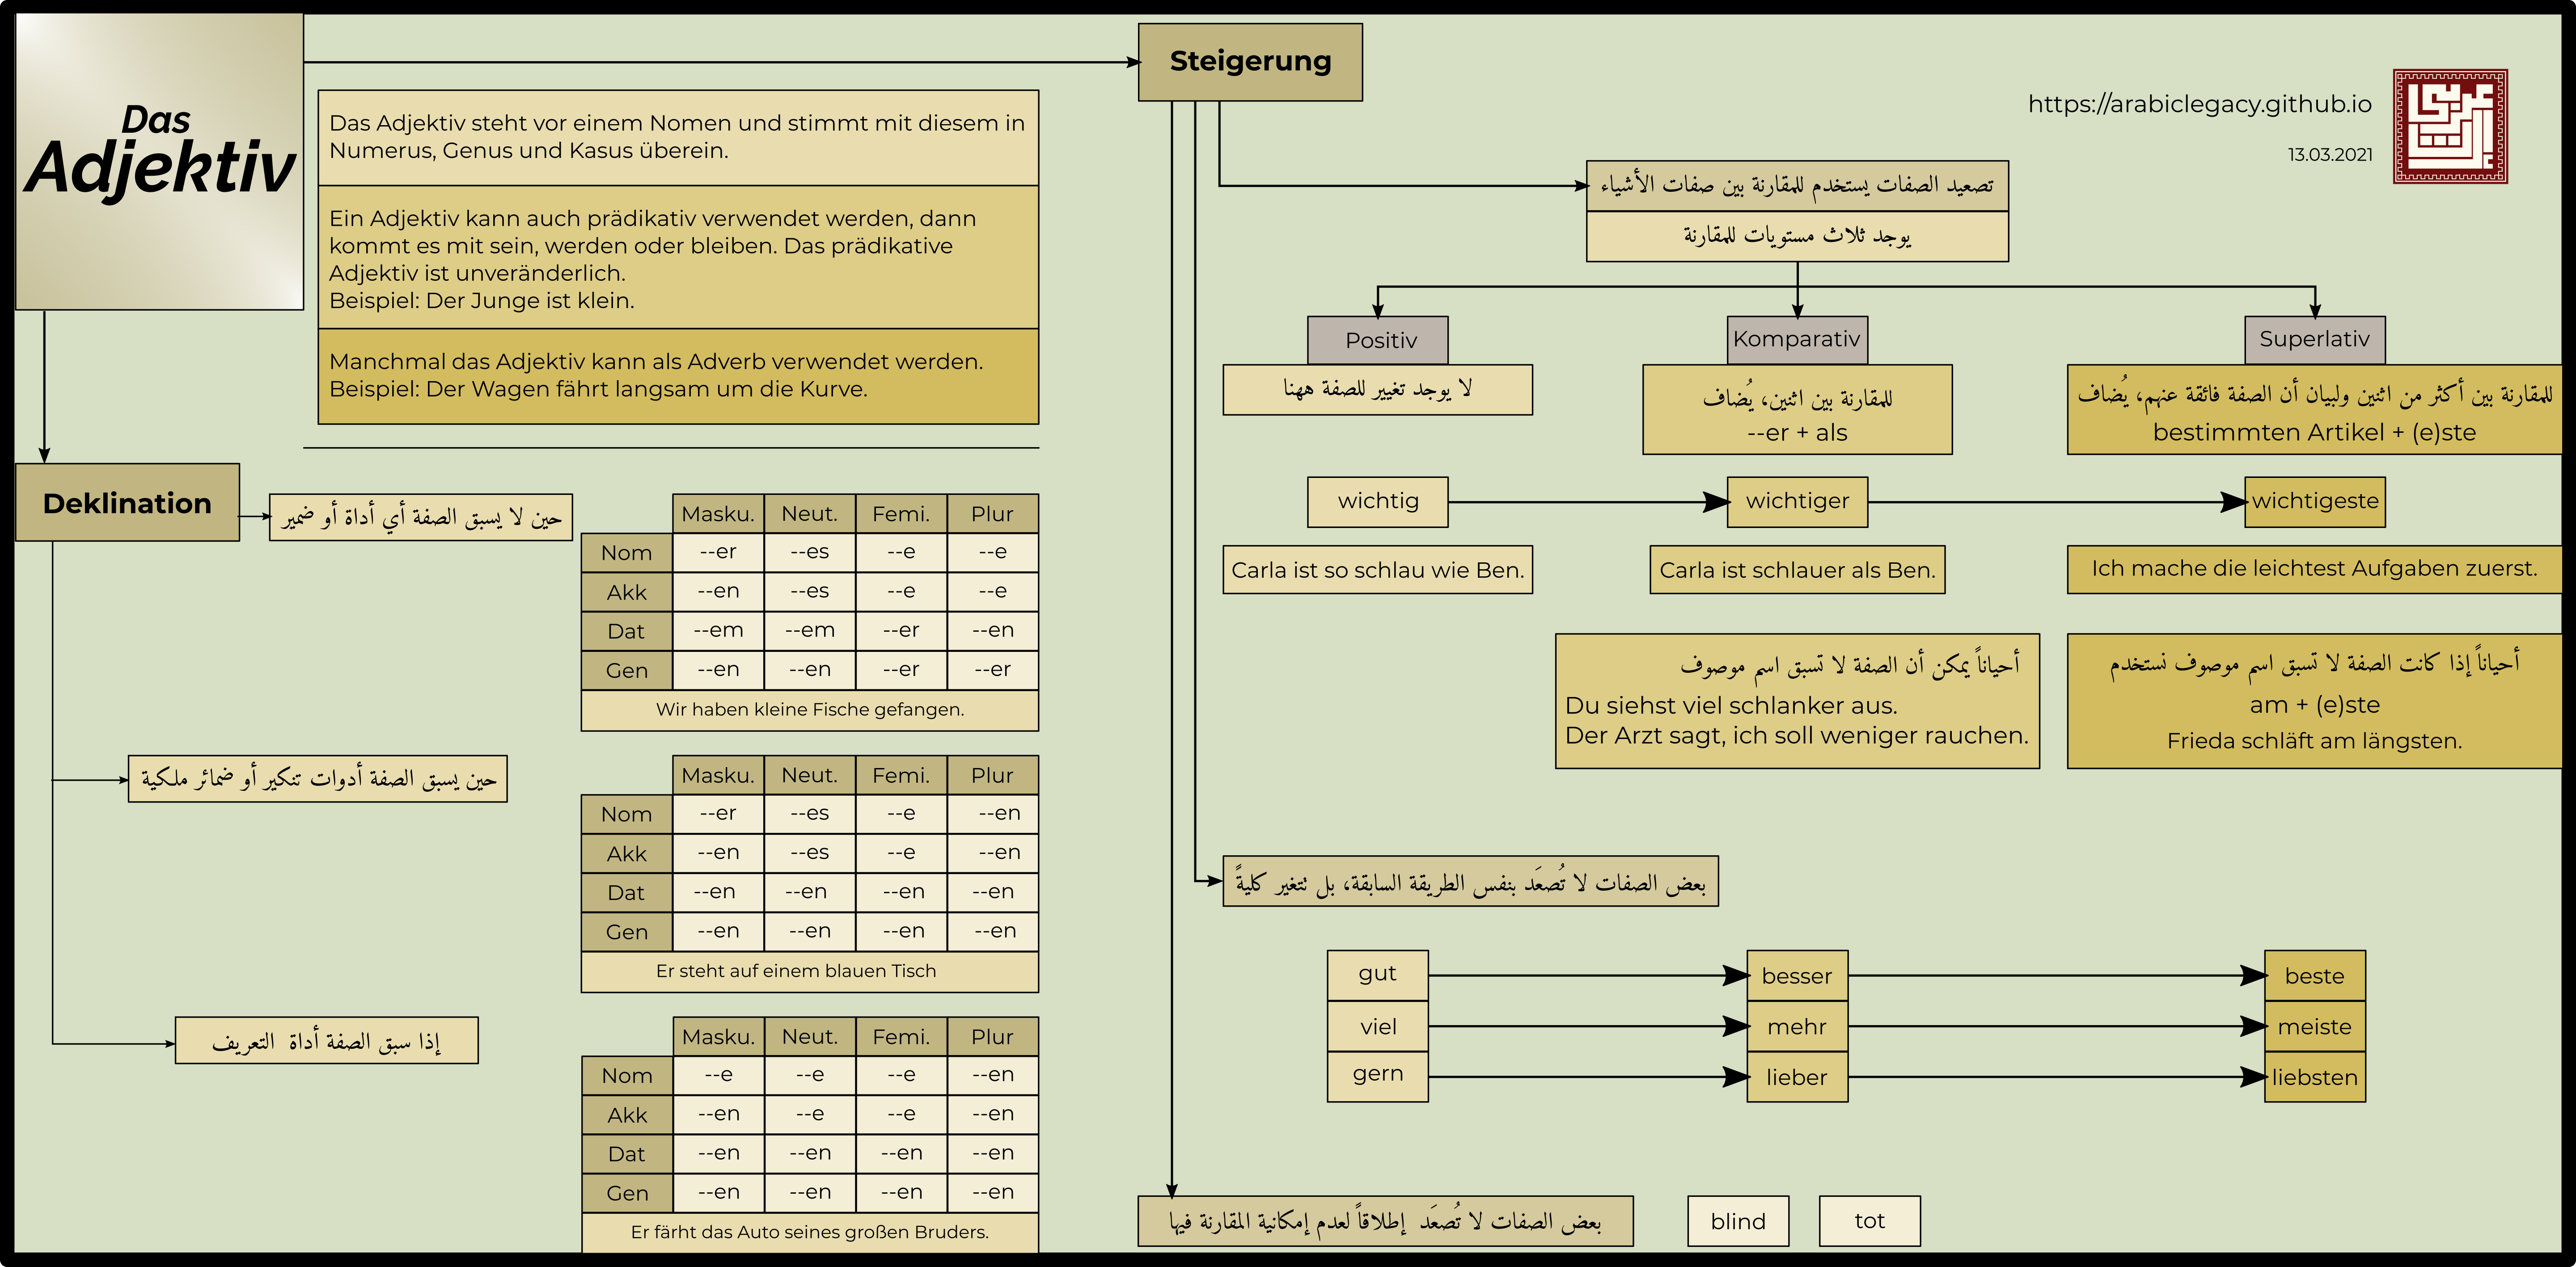 Das
Adjektiv
Das Adjektiv steht vor einem Nomen und stimmt mit diesem in
Numerus, Genus und Kasus überein.
Ein Adjektiv kann auch prädikativ verwendet werden, dann
kommt es mit sein, werden oder bleiben. Das prädikative
Adjektiv ist unveränderlich.
Beispiel: Der Junge ist klein.
Manchmal das Adjektiv kann als Adverb verwendet werden.
Beispiel: Der Wagen fährt langsam um die Kurve.
Deklination
حين لا يسبق الصفة أي أداة أو ضمير
Masku. Neut. Femi. Plur
Nom --er --es --e --e
Akk --en --es --e --e
Dat --em --em --er --en
Gen --en --en --er --er
Wir haben kleine Fische gefangen.
حين يسبق الصفة أدوات تنكير أو ضمائر ملكية
Masku. Neut. Femi. Plur
Nom --er --es --e --en
Akk --en --es --e --en
Dat --en --en --en --en
Gen --en --en --en --en
Er steht auf einem blauen Tisch
إذا سبق الصفة أداة التعريف
Masku. Neut. Femi. Plur
Nom --e --e --e --en
Akk --en --e --e --en
Dat --en --en --en --en
Gen --en --en --en --en
Er färht das Auto seines großen Bruders.
Steigerung
https://arabiclegacy.github.io
13.03.2021
تصعيد الصفات يستخدم للمقارنة بين صفات الأشياء
يوجد ثلاث مستويات للمقارنة
Positiv
Komparativ
Superlativ
لا يوجد تغيير للصفة ههنا
للمقارنة بين اثنين، يُضاف
--er + als
للمقارنة بين أكثر من اثنين ولبيان أن الصفة فائقة عنهم، يُضاف
bestimmten Artikel + (e)ste
wichtig
wichtiger
wichtigeste
Carla ist so schlau wie Ben.
Carla ist schlauer als Ben.
Ich mache die leichtest Aufgaben zuerst.
أحياناً يمكن أن الصفة لا تسبق اسم موصوف
Du siehst viel schlanker aus.
Der Arzt sagt, ich soll weniger rauchen.
أحياناً إذا كانت الصفة لا تسبق اسم موصوف نستخدم
am + (e)ste
Frieda schläft am längsten.
بعض الصفات لا تُصعَد بنفس الطريقة السابقة، بل تتغير كليةً
gut besser beste
viel mehr meiste
gern lieber liebsten
بعض الصفات لا تُصعَد إطلاقاً لعدم إمكانية المقارنة فيها
blind
tot